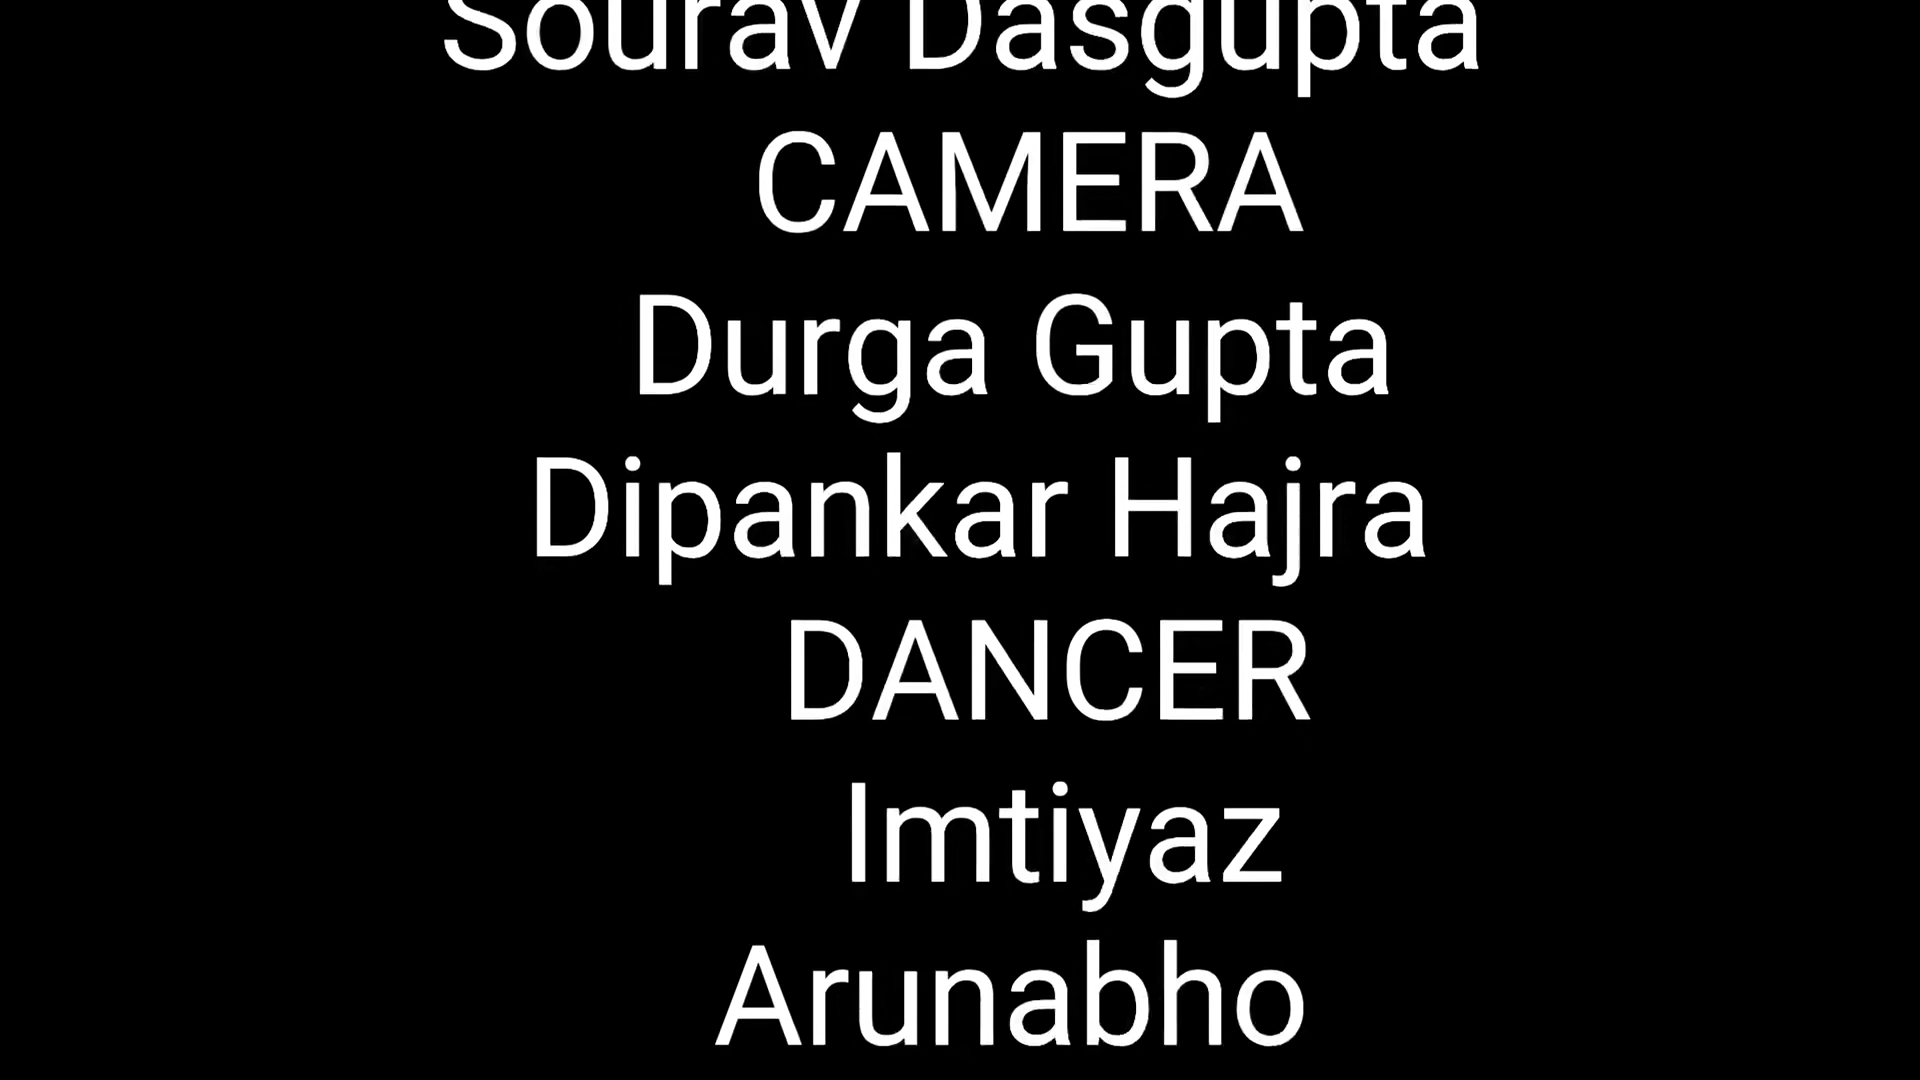 Sourav Dasgupta
CAMERA
Durga Gupta
Dipankar Hajra
DANCER
Imtiyaz
Arunabho